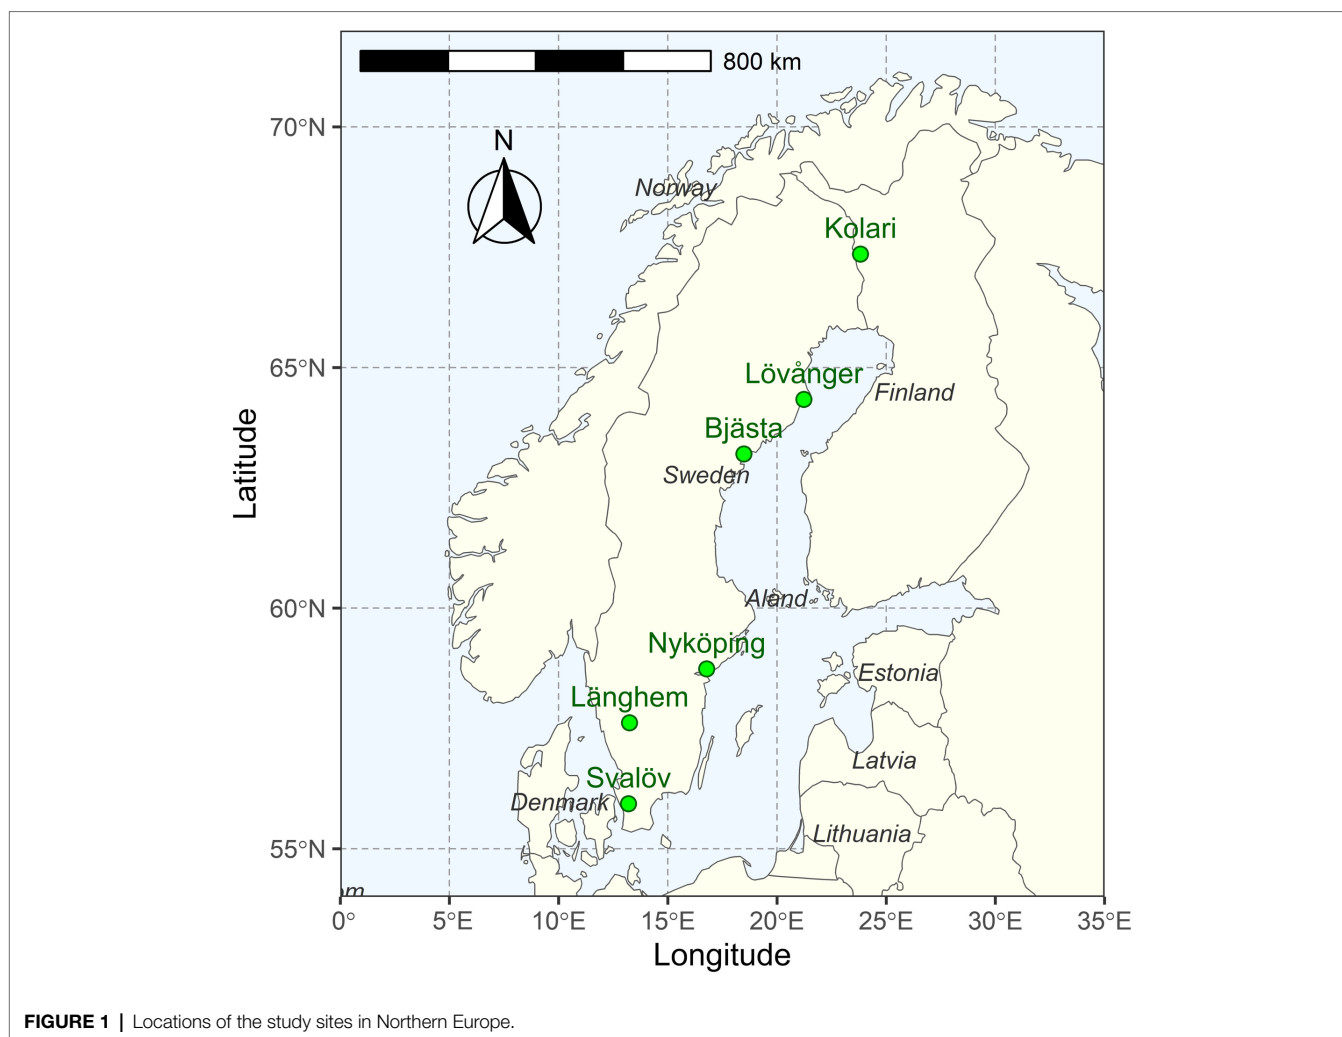 800 km
N
70°N
65°N
60°N
55°N
Latitude
Norway
Kolari
Lövånger
Finland
Bjästa
Sweden
Aland
Nyköping
Estonia
Länghem
Latvia
Svalöv
Denmark
Lithuania
0° 5°E 10°E 15°E 20°E 25°E 30°E 35°E
Longitude
FIGURE 1 | Locations of the study sites in Northern Europe.